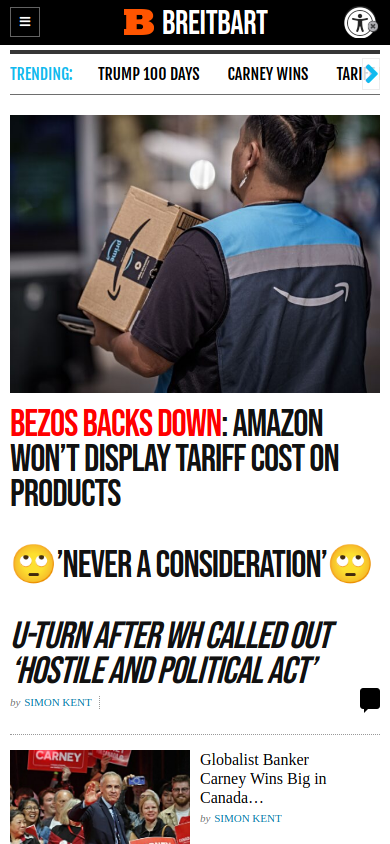 BREITBART
TRENDING: TRUMP 100 DAYS CARNEY WINS
prime
BEZOS BACKS DOWN: AMAZON
WON’T DISPLAY TARIFF COST ON
PRODUCTS
🙄’NEVER A CONSIDERATION’🙄
U-TURN AFTER WH CALLED OUT
‘HOSTILE AND POLITICAL ACT’
by SIMON KENT
CARNEY
Globalist Banker
Carney Wins Big in
Canada…
by SIMON KENT